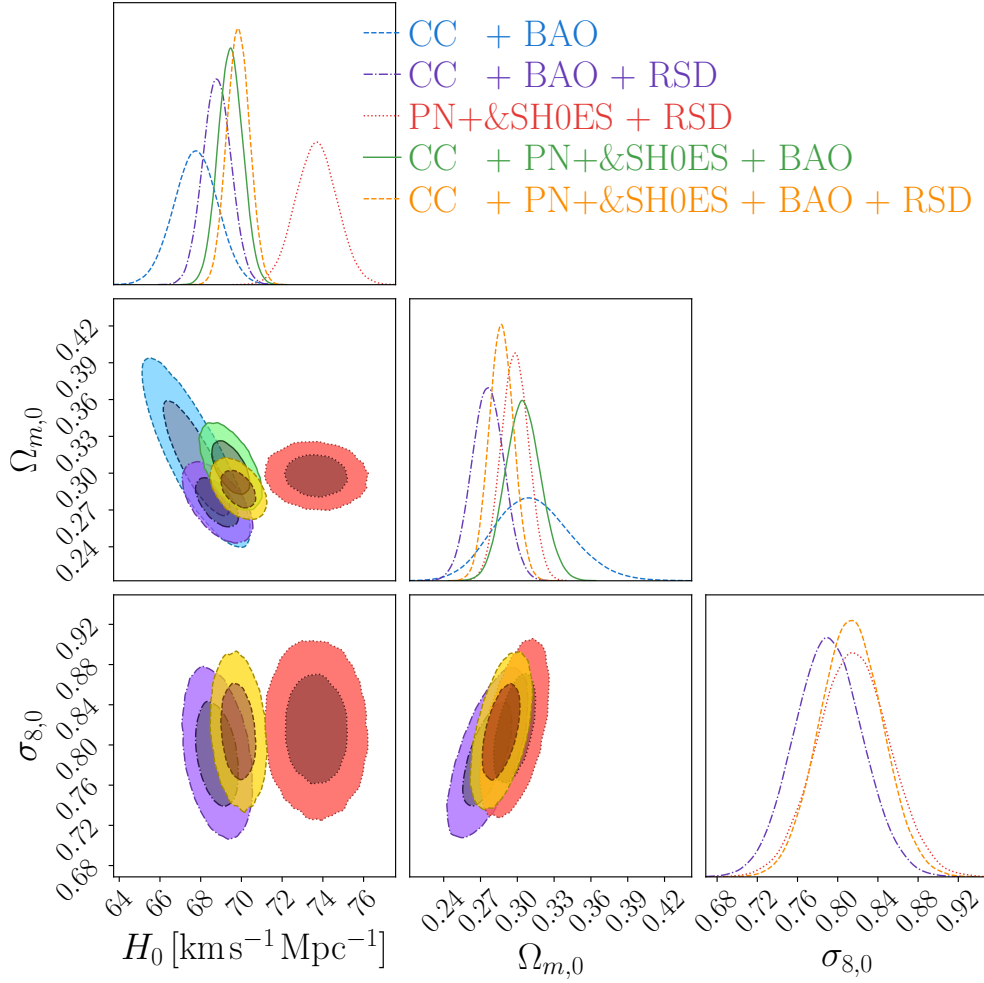 CC + BAO
CC + BAO + RSD
PN+&SH0ES + RSD
CC + PN+&SH0ES + BAO
CC + PN+&SH0ES + BAO + RSD
0.42
0.39
0.36
0.33
0.30
0.27
0.24
Ω_{m,0}
0.92
0.88
0.84
0.80
0.76
0.72
0.68
σ_{8,0}
64 66 68 70 72 74 76
H_0 [km s^{−1} Mpc^{−1}]
0.24 0.27 0.30 0.33 0.36 0.39 0.42
Ω_{m,0}
0.68 0.72 0.76 0.80 0.84 0.88 0.92
σ_{8,0}